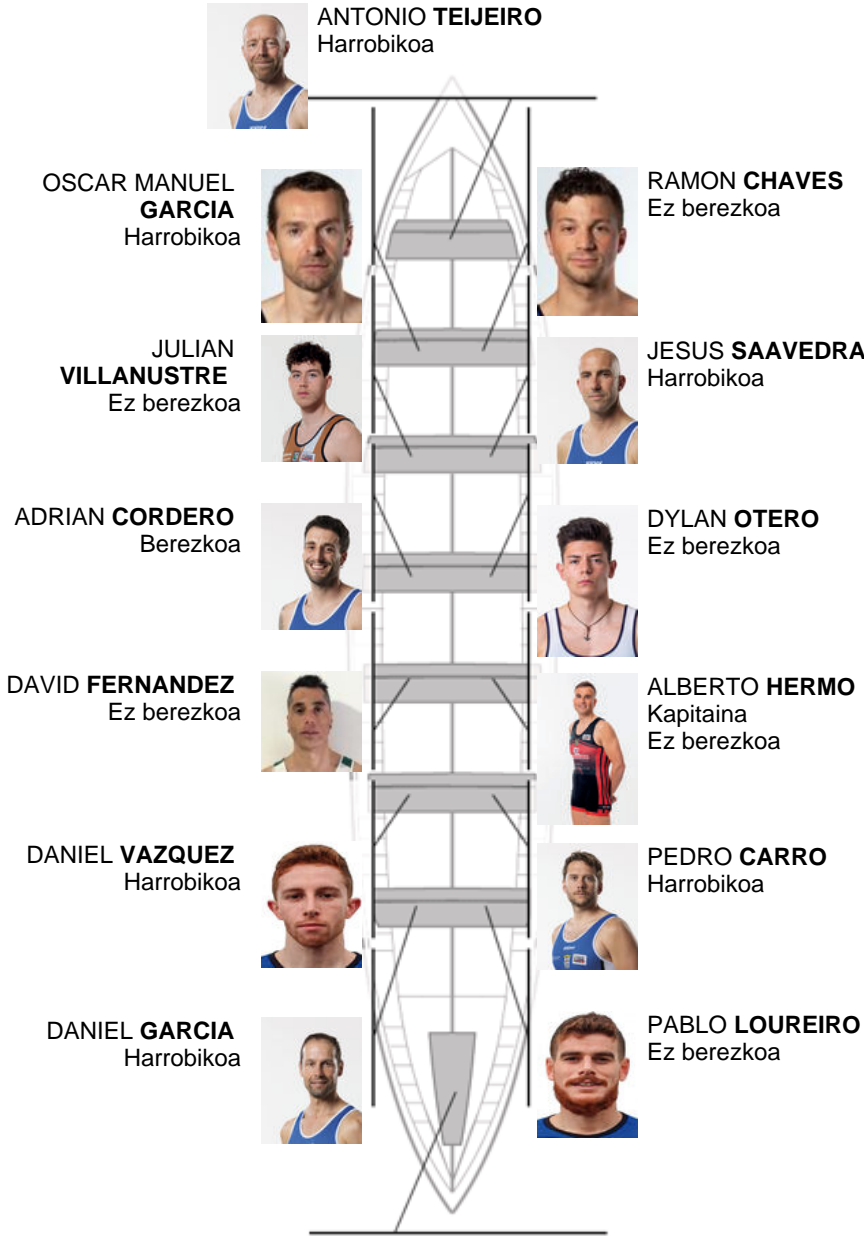 ANTONIO TEIJEIRO
Harrobikoa
OSCAR MANUEL
GARCIA
Harrobikoa
RAMON CHAVES
Ez berezkoa
JULIAN
VILLANUSTRE
Ez berezkoa
JESUS SAAVEDRA
Harrobikoa
ADRIAN CORDERO
Berezkoa
DYLAN OTERO
Ez berezkoa
DAVID FERNANDEZ
Ez berezkoa
ALBERTO HERMO
Kapitaina
Ez berezkoa
DANIEL VAZQUEZ
Harrobikoa
PEDRO CARRO
Harrobikoa
DANIEL GARCIA
Harrobikoa
PABLO LOUREIRO
Ez berezkoa